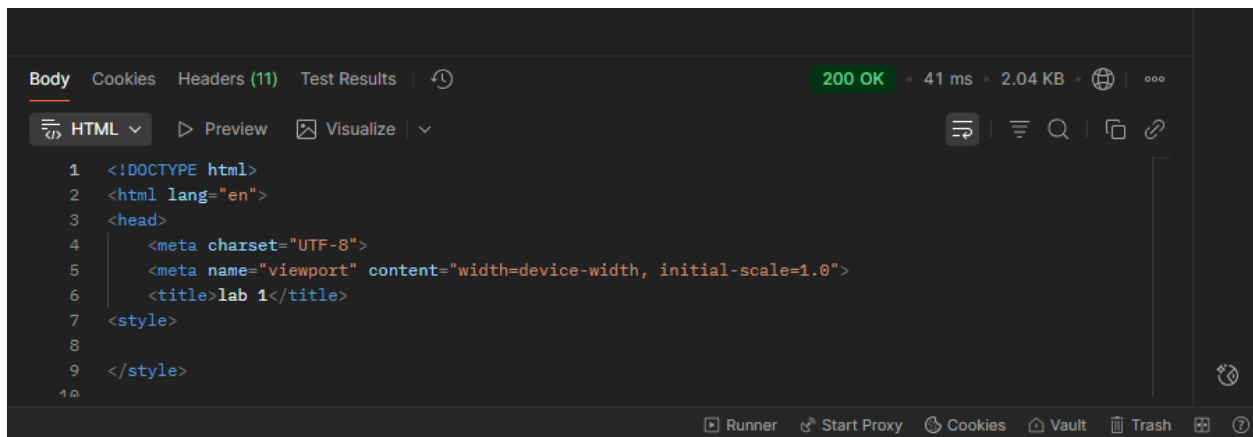 Body Cookies Headers (11) Test Results 200 OK • 41 ms • 2.04 KB •
HTML Preview Visualize
1 <!DOCTYPE html>
2 <html lang="en">
3 <head>
4 <meta charset="UTF-8">
5 <meta name="viewport" content="width=device-width, initial-scale=1.0">
6 <title>lab 1</title>
7 <style>
8
9 </style>
10
Runner Start Proxy Cookies Vault Trash